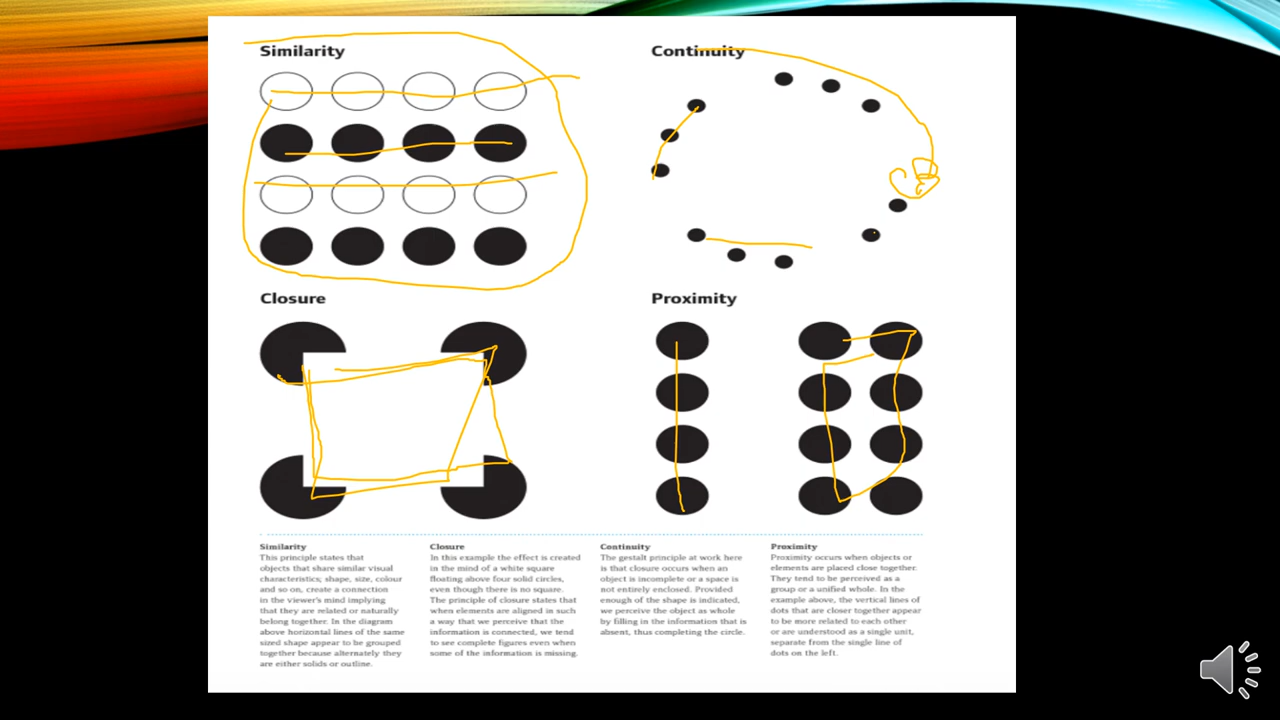 Similarity
Continuity
Closure
Proximity
Similarity
This principle states that
objects that share similar visual
characteristics; shape, size, colour
and so on, create a connection
in the viewer's mind implying
that they are related or naturally
belong together. In the diagram
above horizontal lines of the same
sized shape appear to be grouped
together because alternately they
are either solids or outline.
Closure
In this example the effect is created
in the mind of a white square
floating above four solid circles,
even though there is no square.
The principle of closure states that
when elements are aligned in such
a way that we perceive that the
information is connected, we tend
to see complete figures even when
some of the information is missing.
Continuity
The gestalt principle at work here
is that closure occurs when an
object is incomplete or a space is
not entirely enclosed. Provided
enough of the shape is indicated,
we perceive the object as whole
by filling in the information that is
absent, thus completing the circle.
Proximity
Proximity occurs when objects or
elements are placed close together.
They tend to be perceived as a
group or a unified whole. In the
example above, the vertical lines of
dots that are closer together appear
to be more related to each other
or are understood as a single unit,
separate from the single line of
dots on the left.